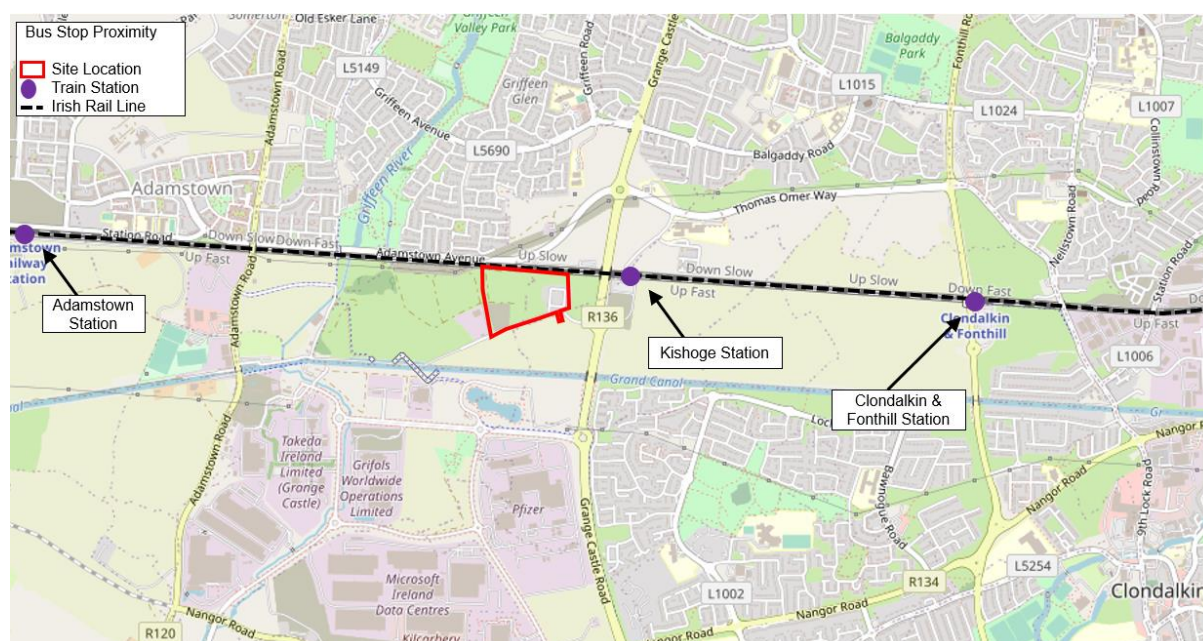 Bus Stop Proximity
Site Location
Train Station
Irish Rail Line
Old Esker Lane
Griffeen
Valley Park
L5149
Adamstown Road
Griffeen
Glen
Griffeen Road
Grange Castle
Balgaddy
Park
Fonthill Road
L1015
L1024
L1007
Collinstown Road
Griffeen Avenue
L5690
Balgaddy Road
Adamstown
Griffeen River
Thomas Omer Way
Neilstown Road
Station Road
Down Slow
Down Fast
Up Fast
Adamstown Avenue
Up Slow
Down Slow
Up Slow
Up Fast
Down Fast
Up Fast
Station Road
Adamstown
Station
Adamstown Road
R136
Kishoge Station
Clondalkin
& Fonthill
L1006
Clondalkin &
Fonthill Station
Grand Canal
Nangor Road
Adamstown Road
Takeda
Ireland
Limited
(Grange
Castle)
Grifols
Worldwide
Operations
Limited
Pfizer
Grange Castle Road
Bawnogue Road
Nangor Road
9th Lock Road
Microsoft
Ireland
Data Centres
Kilcarbery
L1002
R134
L5254
Clondalkin
Nangor Road
Nangor Road
R120